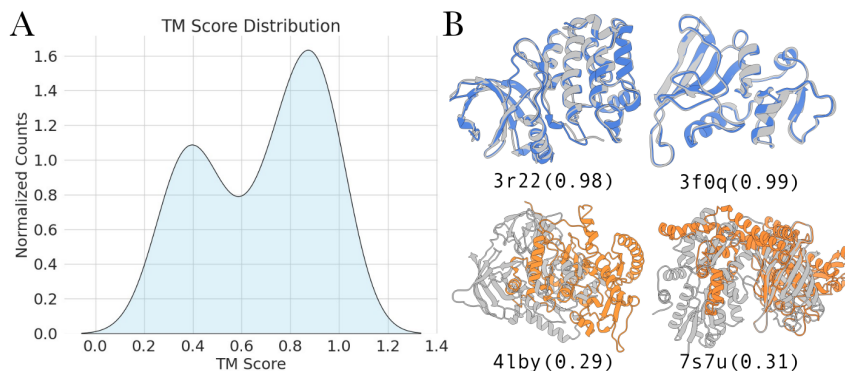 A
TM Score Distribution
Normalized Counts
1.6
1.4
1.2
1.0
0.8
0.6
0.4
0.2
0.0
0.0 0.2 0.4 0.6 0.8 1.0 1.2 1.4
TM Score
B
3r22(0.98) 3f0q(0.99)
4lby(0.29) 7s7u(0.31)